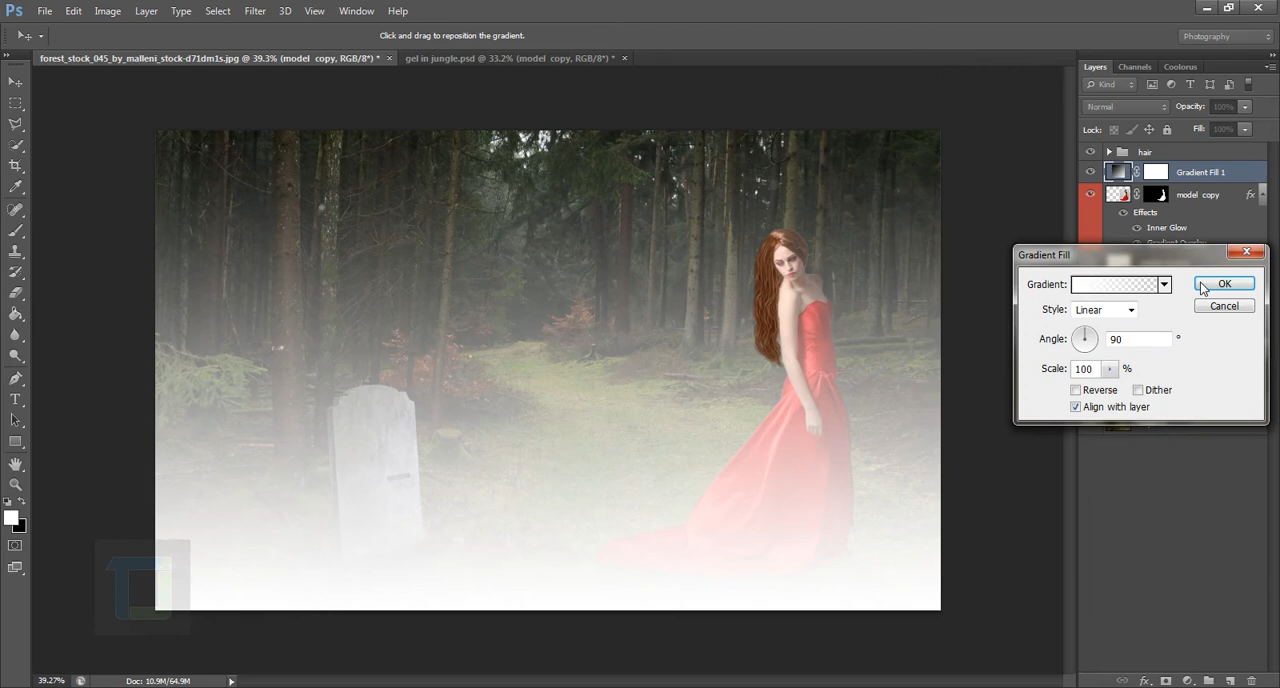 Ps File Edit Image Layer Type Select Filter 3D View Window Help
Click and drag to reposition the gradient. Photography
forest_stock_045_by_malleni_stock-d71dm1s.jpg @ 39.3% (model copy, RGB/8*) * × gel in jungle.psd @ 33.2% (model copy, RGB/8*) * ×
Layers Channels Coolorus
Kind
Normal Opacity: 100%
Lock: Fill: 100%
hair
Gradient Fill 1
model copy fx
Effects
Inner Glow
Gradient Overlay
Gradient Fill
Gradient: OK
Style: Linear Cancel
Angle: 90 °
Scale: 100 %
Reverse Dither
Align with layer
39.27% Doc: 10.9M/64.9M